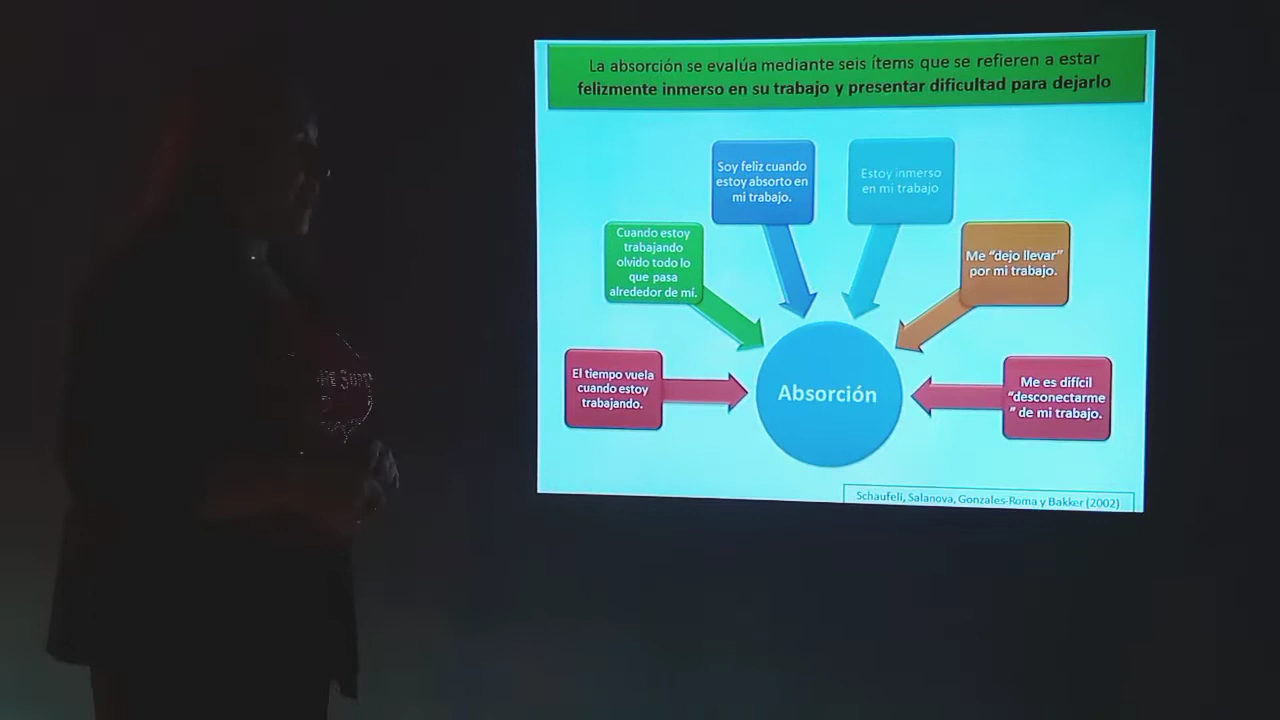 La absorción se evalúa mediante seis ítems que se refieren a estar
felizmente inmerso en su trabajo y presentar dificultad para dejarlo
Soy feliz cuando
estoy absorto en
mi trabajo.
Estoy inmerso
en mi trabajo
Cuando estoy
trabajando
olvido todo lo
que pasa
alrededor de mí.
Me “dejo llevar”
por mi trabajo.
El tiempo vuela
cuando estoy
trabajando.
Absorción
Me es difícil
“desconectarme
” de mi trabajo.
Schaufeli, Salanova, Gonzales-Roma y Bakker (2002)